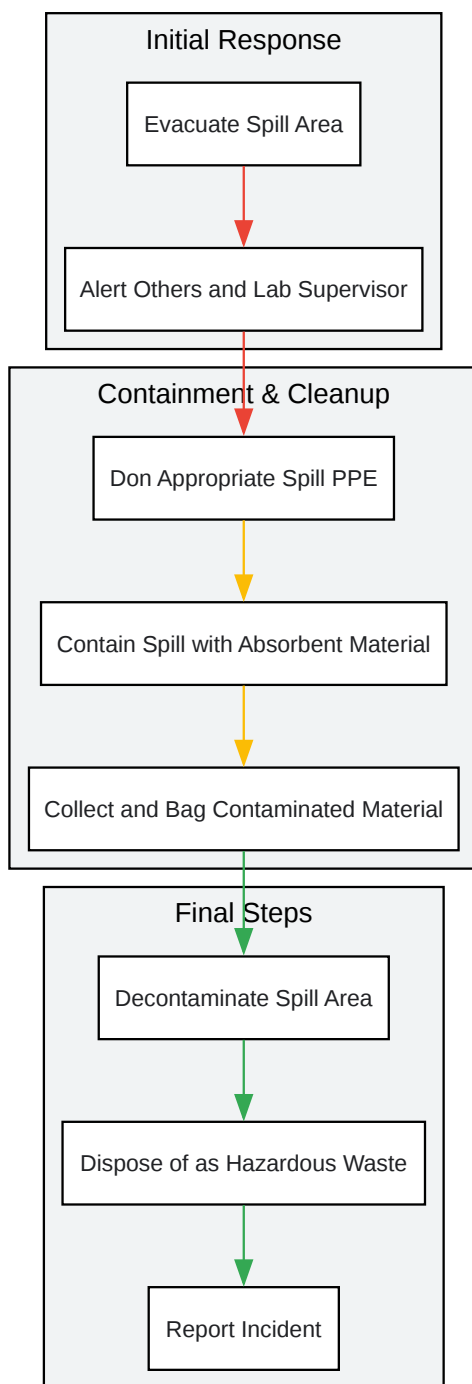 Initial Response
Evacuate Spill Area
Alert Others and Lab Supervisor
Containment & Cleanup
Don Appropriate Spill PPE
Contain Spill with Absorbent Material
Collect and Bag Contaminated Material
Final Steps
Decontaminate Spill Area
Dispose of as Hazardous Waste
Report Incident